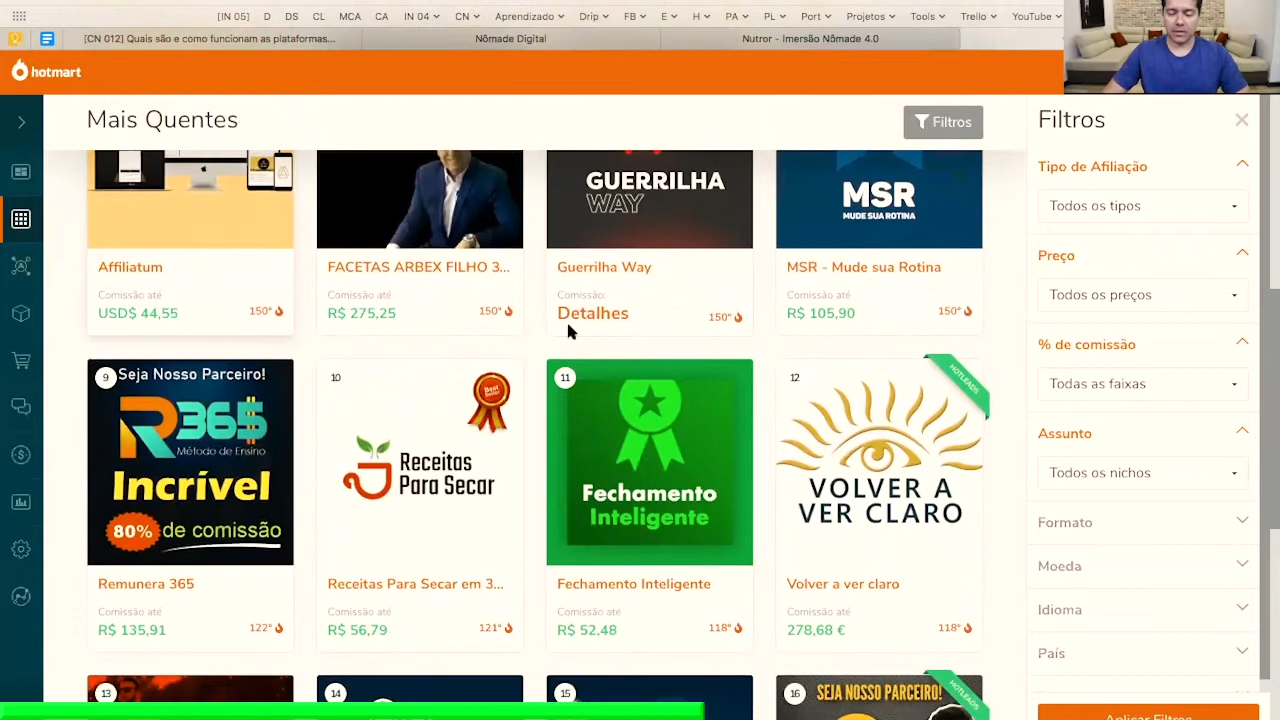 [IN 05]
D
DS
CL
MCA
CA
IN 04
CN
Aprendizado
Drip
FB
E
H
PA
PL
Port
Projetos
Tools
Trello
YouTube
[CN 012] Quais são e como funcionam as plataformas...
Nômade Digital
Nutror - Imersão Nômade 4.0
hotmart
Mais Quentes
Filtros
GUERRILHA
WAY
MSR
MUDE SUA ROTINA
Affiliatum
Comissão até
USD$ 44,55
150°
FACETAS ARBEX FILHO 3...
Comissão até
R$ 275,25
150°
Guerrilha Way
Comissão:
Detalhes
150°
MSR - Mude sua Rotina
Comissão até
R$ 105,90
150°
9
Seja Nosso Parceiro!
R365
Método de Ensino
Incrível
80% de comissão
Remunera 365
Comissão até
R$ 135,91
122°
10
Best Seller
Receitas
Para Secar
Receitas Para Secar em 3...
Comissão até
R$ 56,79
121°
11
Fechamento
Inteligente
Fechamento Inteligente
Comissão até
R$ 52,48
118°
12
HOTLEADS
VOLVER A
VER CLARO
Volver a ver claro
Comissão até
278,68 €
118°
13
14
15
16
SEJA NOSSO PARCEIRO!
HOTLEADS
Filtros
Tipo de Afiliação
Todos os tipos
Preço
Todos os preços
% de comissão
Todas as faixas
Assunto
Todos os nichos
Formato
Moeda
Idioma
País
Aplicar Filtros